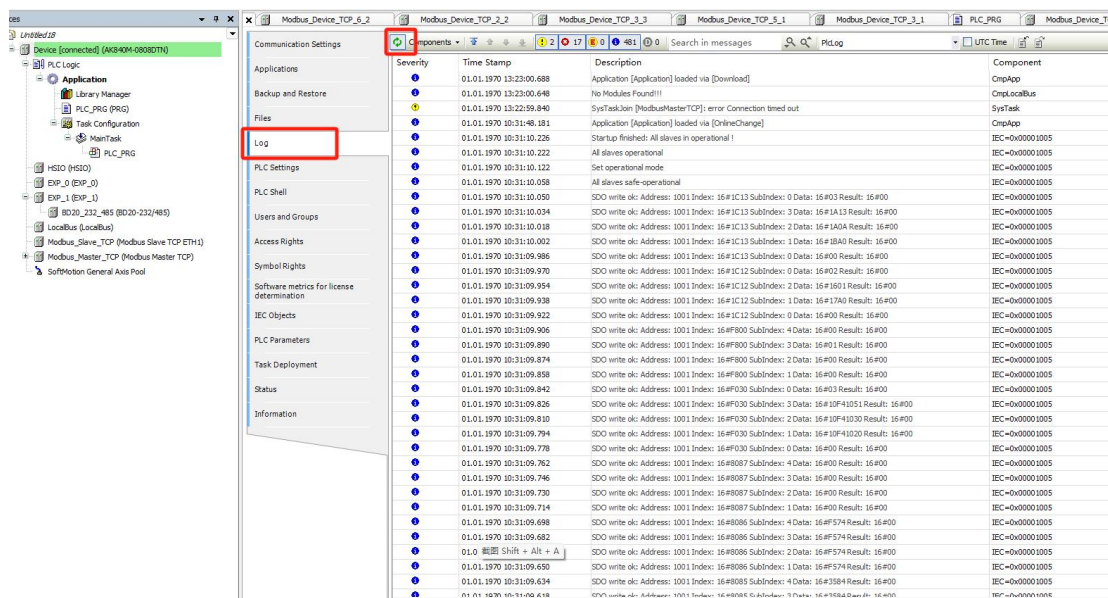 ces
Modbus_Device_TCP_6_2
Modbus_Device_TCP_2_2
Modbus_Device_TCP_3_3
Modbus_Device_TCP_5_1
Modbus_Device_TCP_3_1
PLC_PRG
Modbus_Device_T
Untitled18
Device [connected] (AK840M-0808DTN)
PLC Logic
Application
Library Manager
PLC_PRG (PRG)
Task Configuration
MainTask
PLC_PRG
HSIO (HSIO)
EXP_0 (EXP_0)
EXP_1 (EXP_1)
BD20_232_485 (BD20-232/485)
LocalBus (LocalBus)
Modbus_Slave_TCP (Modbus Slave TCP ETH1)
Modbus_Master_TCP (Modbus Master TCP)
SoftMotion General Axis Pool
Communication Settings
Applications
Backup and Restore
Files
Log
PLC Settings
PLC Shell
Users and Groups
Access Rights
Symbol Rights
Software metrics for license
determination
IEC Objects
PLC Parameters
Task Deployment
Status
Information
Components 2 17 0 481 0 Search in messages PlcLog UTC Time
Severity Time Stamp Description Component
01.01.1970 13:23:00.688 Application [Application] loaded via [Download] CmpApp
01.01.1970 13:23:00.648 No Modules Found!!! CmpLocalBus
01.01.1970 13:22:59.840 SysTaskJoin [ModbusMasterTCP]: error Connection timed out SysTask
01.01.1970 10:31:48.181 Application [Application] loaded via [OnlineChange] CmpApp
01.01.1970 10:31:10.226 Startup finished: All slaves in operational ! IEC=0x00001005
01.01.1970 10:31:10.222 All slaves operational IEC=0x00001005
01.01.1970 10:31:10.122 Set operational mode IEC=0x00001005
01.01.1970 10:31:10.058 All slaves safe-operational IEC=0x00001005
01.01.1970 10:31:10.050 SDO write ok: Address: 1001 Index: 16#1C13 SubIndex: 0 Data: 16#03 Result: 16#00 IEC=0x00001005
01.01.1970 10:31:10.034 SDO write ok: Address: 1001 Index: 16#1C13 SubIndex: 3 Data: 16#1A13 Result: 16#00 IEC=0x00001005
01.01.1970 10:31:10.018 SDO write ok: Address: 1001 Index: 16#1C13 SubIndex: 2 Data: 16#1A0A Result: 16#00 IEC=0x00001005
01.01.1970 10:31:10.002 SDO write ok: Address: 1001 Index: 16#1C13 SubIndex: 1 Data: 16#1BA0 Result: 16#00 IEC=0x00001005
01.01.1970 10:31:09.986 SDO write ok: Address: 1001 Index: 16#1C13 SubIndex: 0 Data: 16#00 Result: 16#00 IEC=0x00001005
01.01.1970 10:31:09.970 SDO write ok: Address: 1001 Index: 16#1C12 SubIndex: 0 Data: 16#02 Result: 16#00 IEC=0x00001005
01.01.1970 10:31:09.954 SDO write ok: Address: 1001 Index: 16#1C12 SubIndex: 2 Data: 16#1601 Result: 16#00 IEC=0x00001005
01.01.1970 10:31:09.938 SDO write ok: Address: 1001 Index: 16#1C12 SubIndex: 1 Data: 16#17A0 Result: 16#00 IEC=0x00001005
01.01.1970 10:31:09.922 SDO write ok: Address: 1001 Index: 16#1C12 SubIndex: 0 Data: 16#00 Result: 16#00 IEC=0x00001005
01.01.1970 10:31:09.906 SDO write ok: Address: 1001 Index: 16#F800 SubIndex: 4 Data: 16#00 Result: 16#00 IEC=0x00001005
01.01.1970 10:31:09.890 SDO write ok: Address: 1001 Index: 16#F800 SubIndex: 3 Data: 16#01 Result: 16#00 IEC=0x00001005
01.01.1970 10:31:09.874 SDO write ok: Address: 1001 Index: 16#F800 SubIndex: 2 Data: 16#00 Result: 16#00 IEC=0x00001005
01.01.1970 10:31:09.858 SDO write ok: Address: 1001 Index: 16#F800 SubIndex: 1 Data: 16#00 Result: 16#00 IEC=0x00001005
01.01.1970 10:31:09.842 SDO write ok: Address: 1001 Index: 16#F030 SubIndex: 0 Data: 16#03 Result: 16#00 IEC=0x00001005
01.01.1970 10:31:09.826 SDO write ok: Address: 1001 Index: 16#F030 SubIndex: 3 Data: 16#10F41051 Result: 16#00 IEC=0x00001005
01.01.1970 10:31:09.810 SDO write ok: Address: 1001 Index: 16#F030 SubIndex: 2 Data: 16#10F41030 Result: 16#00 IEC=0x00001005
01.01.1970 10:31:09.794 SDO write ok: Address: 1001 Index: 16#F030 SubIndex: 1 Data: 16#10F41020 Result: 16#00 IEC=0x00001005
01.01.1970 10:31:09.778 SDO write ok: Address: 1001 Index: 16#F030 SubIndex: 0 Data: 16#00 Result: 16#00 IEC=0x00001005
01.01.1970 10:31:09.762 SDO write ok: Address: 1001 Index: 16#8087 SubIndex: 4 Data: 16#00 Result: 16#00 IEC=0x00001005
01.01.1970 10:31:09.746 SDO write ok: Address: 1001 Index: 16#8087 SubIndex: 3 Data: 16#00 Result: 16#00 IEC=0x00001005
01.01.1970 10:31:09.730 SDO write ok: Address: 1001 Index: 16#8087 SubIndex: 2 Data: 16#00 Result: 16#00 IEC=0x00001005
01.01.1970 10:31:09.714 SDO write ok: Address: 1001 Index: 16#8087 SubIndex: 1 Data: 16#00 Result: 16#00 IEC=0x00001005
01.01.1970 10:31:09.698 SDO write ok: Address: 1001 Index: 16#8086 SubIndex: 4 Data: 16#F574 Result: 16#00 IEC=0x00001005
01.01.1970 10:31:09.682 SDO write ok: Address: 1001 Index: 16#8086 SubIndex: 3 Data: 16#F574 Result: 16#00 IEC=0x00001005
01.0 截图 Shift + Alt + A SDO write ok: Address: 1001 Index: 16#8086 SubIndex: 2 Data: 16#F574 Result: 16#00 IEC=0x00001005
01.01.1970 10:31:09.650 SDO write ok: Address: 1001 Index: 16#8086 SubIndex: 1 Data: 16#F574 Result: 16#00 IEC=0x00001005
01.01.1970 10:31:09.634 SDO write ok: Address: 1001 Index: 16#8085 SubIndex: 4 Data: 16#3584 Result: 16#00 IEC=0x00001005
01.01.1970 10:31:09.618 SDO write ok: Address: 1001 Index: 16#8085 SubIndex: 3 Data: 16#3584 Result: 16#00 IEC=0x00001005